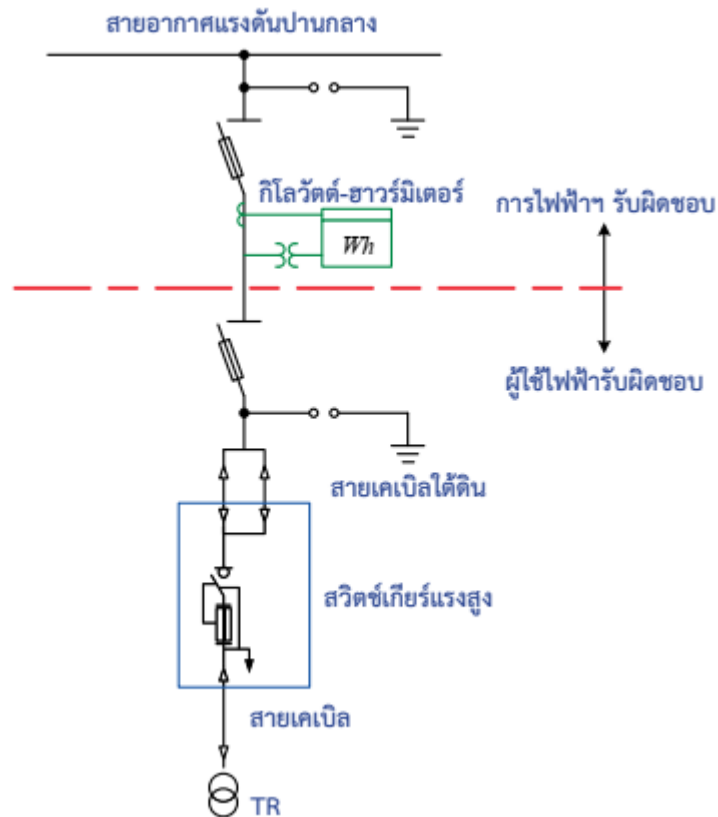 สายอากาศแรงดันปานกลาง
กิโลวัตต์-ฮาวร์มิเตอร์
การไฟฟ้าฯ รับผิดชอบ
Wh
ผู้ใช้ไฟฟ้ารับผิดชอบ
สายเคเบิลใต้ดิน
สวิตช์เกียร์แรงสูง
สายเคเบิล
TR